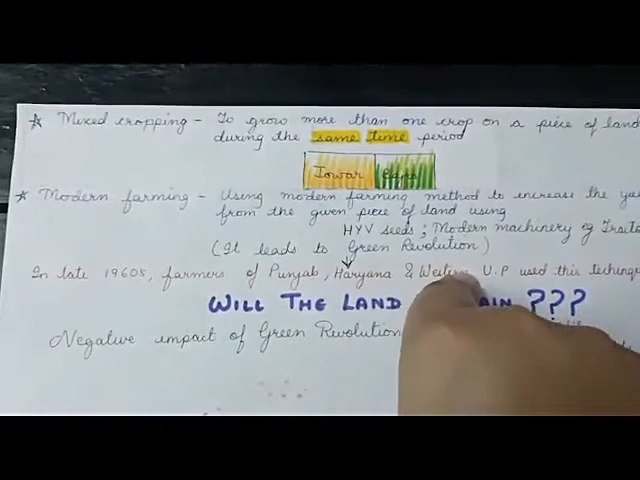 ☆ Mixed cropping - To grow more than one crop on a piece of land
during the same time period
Jowar Bajra
☆ Modern farming - Using modern farming method to increase the
from the given piece of land using
HYV seeds; Modern machinery eg
(It leads to Green Revolution)
In late 1960s, farmers of Punjab, Haryana & U.P used this
WILL THE LAND ???
Negative impact of Green Revolution